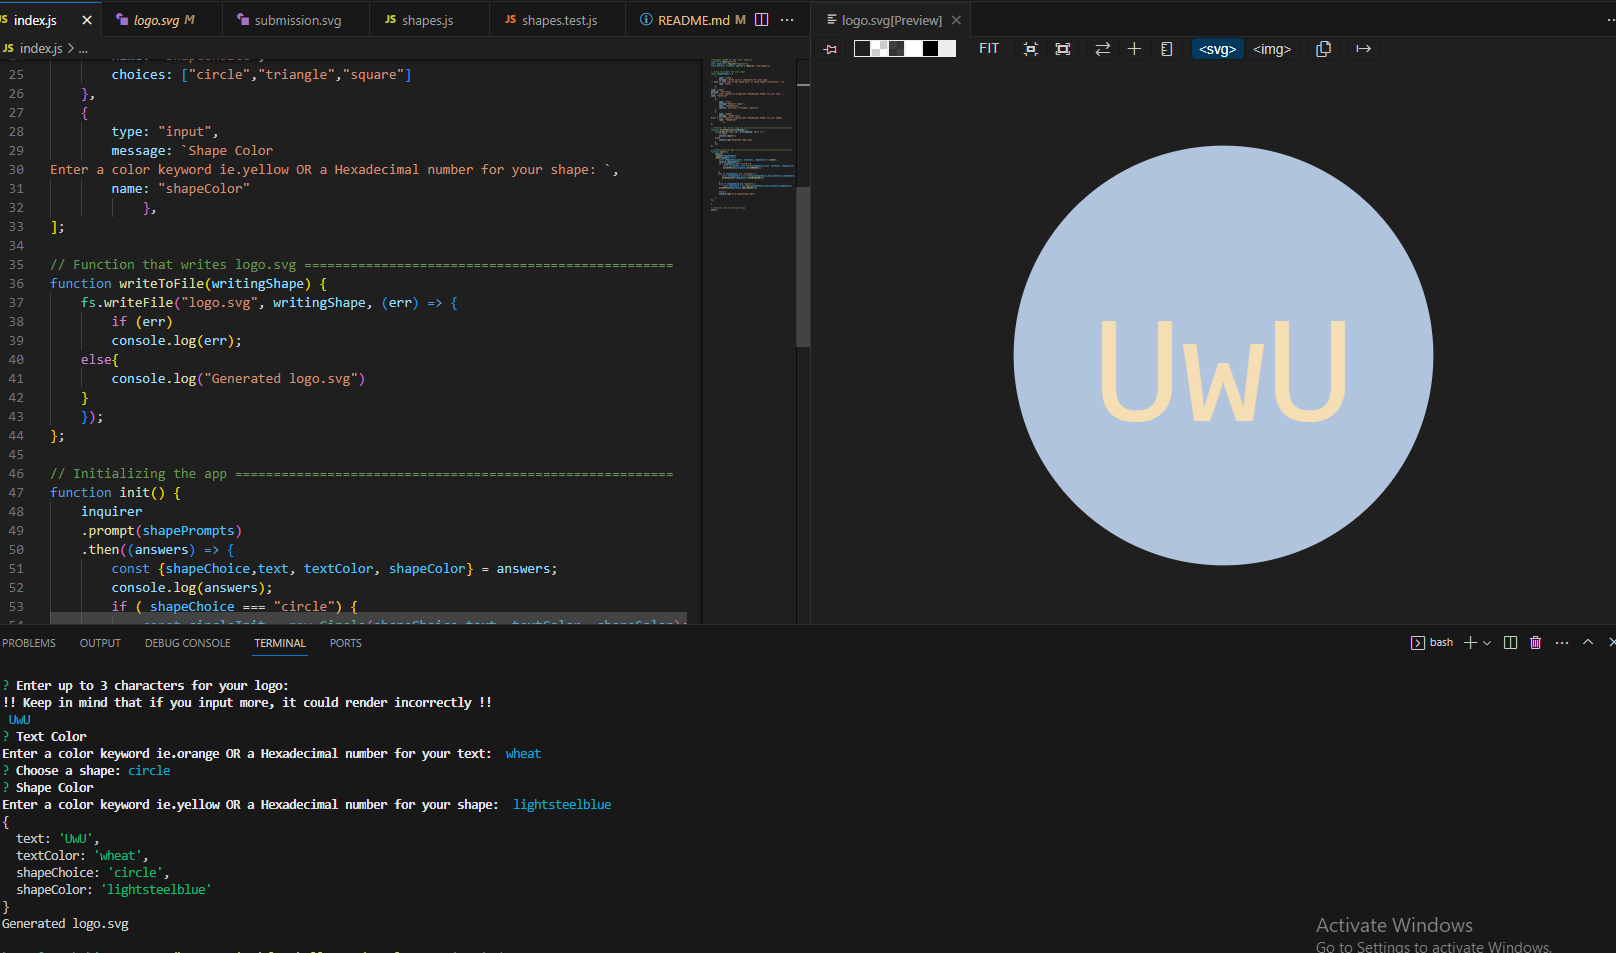 JS index.js × logo.svg M submission.svg JS shapes.js JS shapes.test.js README.md M ···
JS index.js > ...
25 choices: ["circle","triangle","square"]
26 },
27 {
28 type: "input",
29 message: `Shape Color
30 Enter a color keyword ie.yellow OR a Hexadecimal number for your shape: `,
31 name: "shapeColor"
32 },
33 ];
34
35 // Function that writes logo.svg ================================================
36 function writeToFile(writingShape) {
37 fs.writeFile("logo.svg", writingShape, (err) => {
38 if (err)
39 console.log(err);
40 else{
41 console.log("Generated logo.svg")
42 }
43 });
44 };
45
46 // Initializing the app =========================================================
47 function init() {
48 inquirer
49 .prompt(shapePrompts)
50 .then((answers) => {
51 const {shapeChoice,text, textColor, shapeColor} = answers;
52 console.log(answers);
53 if ( shapeChoice === "circle") {
logo.svg[Preview] ×
FIT <svg> <img>
UwU
PROBLEMS OUTPUT DEBUG CONSOLE TERMINAL PORTS
bash
? Enter up to 3 characters for your logo:
!! Keep in mind that if you input more, it could render incorrectly !!
UwU
? Text Color
Enter a color keyword ie.orange OR a Hexadecimal number for your text: wheat
? Choose a shape: circle
? Shape Color
Enter a color keyword ie.yellow OR a Hexadecimal number for your shape: lightsteelblue
{
text: 'UwU',
textColor: 'wheat',
shapeChoice: 'circle',
shapeColor: 'lightsteelblue'
}
Generated logo.svg
Activate Windows
Go to Settings to activate Windows.